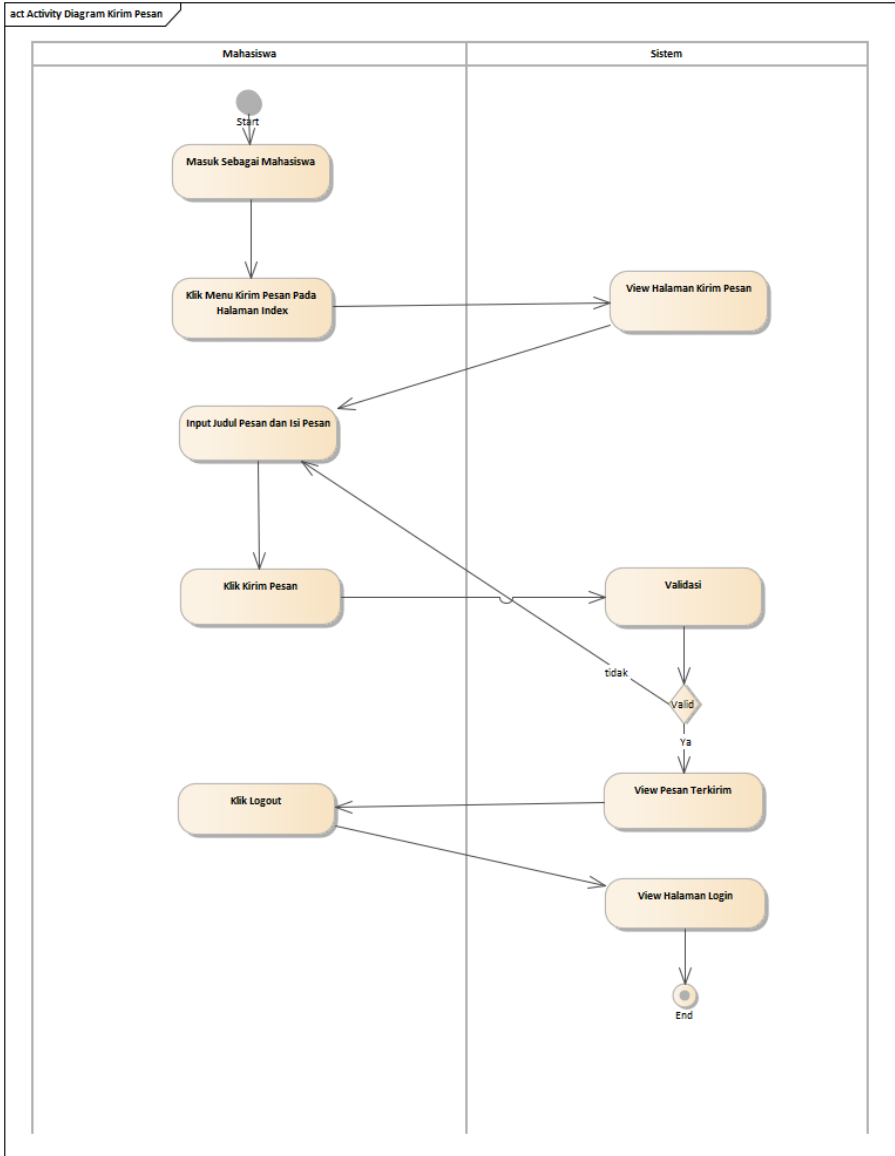 act Activity Diagram Kirim Pesan
Mahasiswa
Sistem
Start
Masuk Sebagai Mahasiswa
Klik Menu Kirim Pesan Pada
Halaman Index
View Halaman Kirim Pesan
Input Judul Pesan dan Isi Pesan
Klik Kirim Pesan
Validasi
tidak
Valid
Ya
Klik Logout
View Pesan Terkirim
View Halaman Login
End